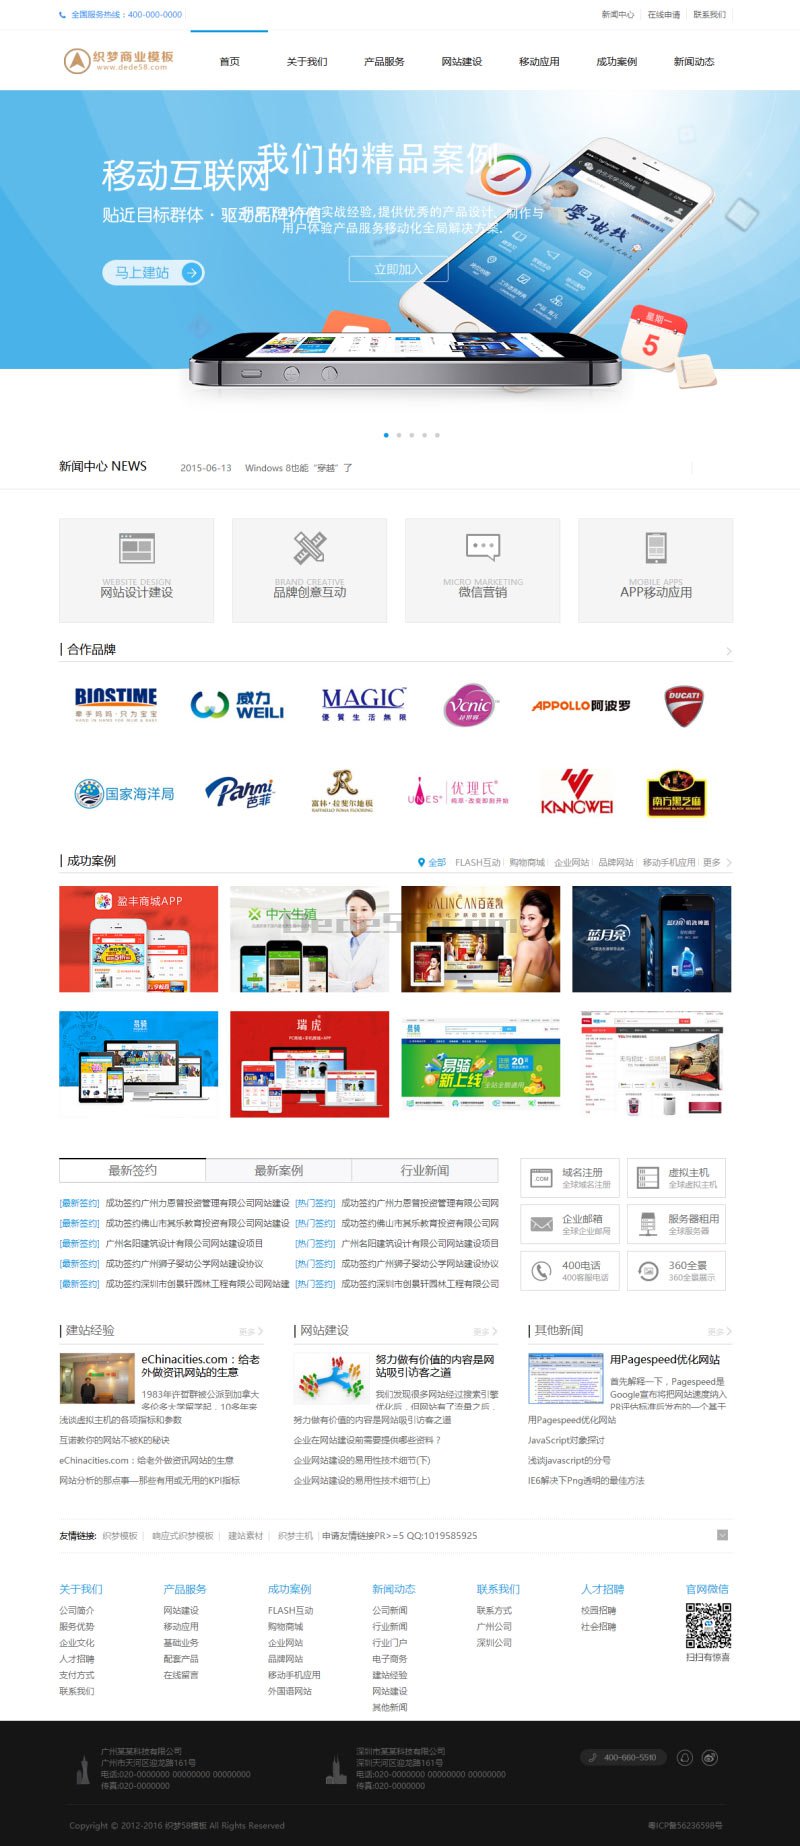 全国服务热线：400-000-0000
新闻中心 在线申请 联系我们
织梦商业模板
www.dede58.com
首页 关于我们 产品服务 网站建设 移动应用 成功案例 新闻动态
我们的精品案例
移动互联网
贴近目标群体·驱动品牌价值
的实战经验,提供优秀的产品设计、制作与
用户体验产品服务移动化全局解决方案.
马上建站
立即加入
星期一
5
新闻中心 NEWS
2015-06-13 Windows 8也能“穿越”了
WEBSITE DESIGN
网站设计建设
BRAND CREATIVE
品牌创意互动
MICRO MARKETING
微信营销
MOBILE APPS
APP移动应用
合作品牌
BIOSTIME
牵手妈妈·只为宝宝
威力
WEILI
MAGIC
優質生活無限
Vcnic
APPOLLO阿波罗
DUCATI
国家海洋局
Pahmi
芭菲
富林·拉斐尔地板
UNES
优理氏
KANGWEI
南方黑芝麻
成功案例
全部 FLASH互动 购物商城 企业网站 品牌网站 移动手机应用 更多
盈丰商城APP
中六生殖
BALINCAN 百莲凯
蓝月亮
Dede58.com
易骑
瑞虎
PC商城+手机商城+APP
易骑
新上线
最新签约 最新案例 行业新闻
[最新签约] 成功签约广州力恩普投资管理有限公司网站建设
[热门签约] 成功签约广州力恩普投资管理有限公司网
[最新签约] 成功签约佛山市其乐教育投资有限公司网站建设
[热门签约] 成功签约佛山市其乐教育投资有限公司网
[最新签约] 广州名阳建筑设计有限公司网站建设项目
[热门签约] 广州名阳建筑设计有限公司网站建设项目
[最新签约] 成功签约广州狮子婴幼公学网站建设协议
[热门签约] 成功签约广州狮子婴幼公学网站建设协议
[最新签约] 成功签约深圳市创景轩园林工程有限公司网站建
[热门签约] 成功签约深圳市创景轩园林工程有限公司
域名注册
全球域名注册
虚拟主机
全球虚拟主机
企业邮箱
全球企业邮局
服务器租用
全球服务器
400电话
400客服电话
360全景
360全景展示
建站经验 更多
eChinacities.com：给老
外做资讯网站的生意
1983年许哲群被公派到加拿大
多伦多大学留学起，10多年来
浅谈虚拟主机的各项指标和参数
互诺教你的网站不被K的秘诀
eChinacities.com：给老外做资讯网站的生意
网站分析的那点事—那些有用或无用的KPI指标
网站建设 更多
努力做有价值的内容是网
站吸引访客之道
我们发现很多网站经过搜索引擎
优化后，但网站有了流量之后，
努力做有价值的内容是网站吸引访客之道
企业在网站建设前需要提供哪些资料？
企业网站建设的易用性技术细节(下)
企业网站建设的易用性技术细节(上)
其他新闻 更多
用Pagespeed优化网站
首先解释一下，Pagespeed是
Google宣布将把网站速度纳入
PR评估标准后发布的一个基于
用Pagespeed优化网站
JavaScript对象探讨
浅谈javascript的分号
IE6解决下Png透明的最佳方法
友情链接: 织梦模板 响应式织梦模板 建站素材 织梦主机 申请友情链接PR>=5 QQ:1019585925
关于我们
公司简介
服务优势
企业文化
人才招聘
支付方式
联系我们
产品服务
网站建设
移动应用
基础业务
配套产品
在线留言
成功案例
FLASH互动
购物商城
企业网站
品牌网站
移动手机应用
外国语网站
新闻动态
公司新闻
行业新闻
行业门户
电子商务
建站经验
网站建设
其他新闻
联系我们
联系方式
广州公司
深圳公司
人才招聘
校园招聘
社会招聘
官网微信
扫扫有惊喜
广州某某科技有限公司
广州市天河区迎龙路161号
电话:020-0000000 00000000 00000000
传真:020-0000000
深圳市某某科技有限公司
深圳天河区迎龙路161号
电话:020-0000000 00000000 00000000
传真:020-0000000
400-660-5510
Copyright © 2012-2016 织梦58模板 All Rights Reserved
粤ICP备56236598号